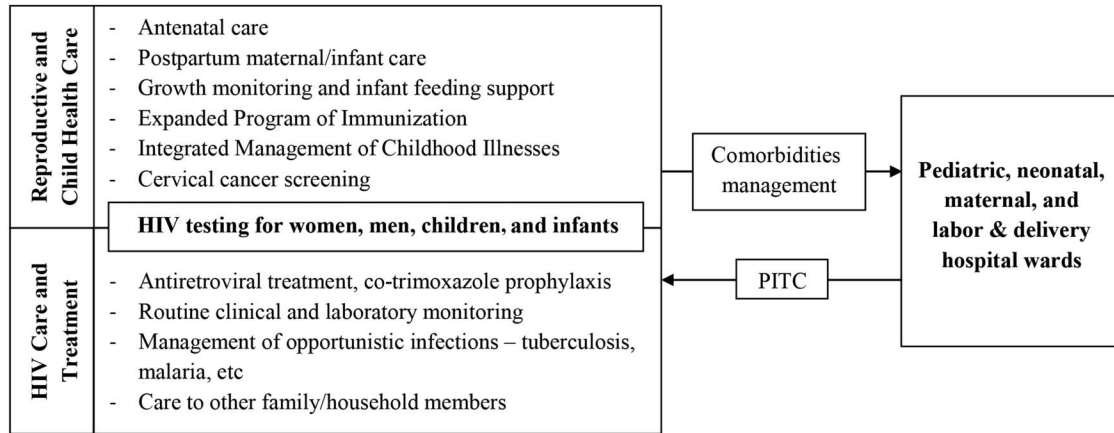 Reproductive and
Child Health Care
- Antenatal care
- Postpartum maternal/infant care
- Growth monitoring and infant feeding support
- Expanded Program of Immunization
- Integrated Management of Childhood Illnesses
- Cervical cancer screening
HIV testing for women, men, children, and infants
HIV Care and
Treatment
- Antiretroviral treatment, co-trimoxazole prophylaxis
- Routine clinical and laboratory monitoring
- Management of opportunistic infections – tuberculosis,
malaria, etc
- Care to other family/household members
Comorbidities
management
PITC
Pediatric, neonatal,
maternal, and
labor & delivery
hospital wards